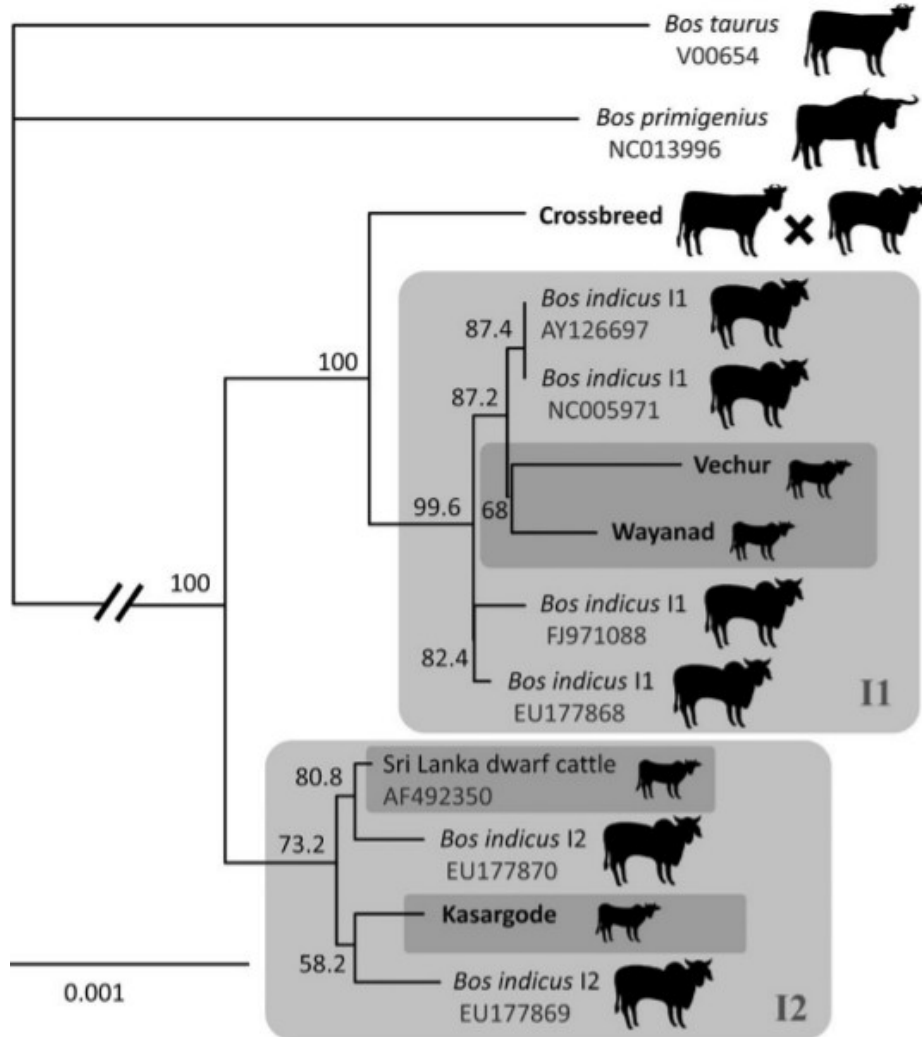 Bos taurus
V00654
Bos primigenius
NC013996
Crossbreed
Bos indicus I1
87.4
AY126697
100
Bos indicus I1
87.2
NC005971
Vechur
99.6
68
Wayanad
100
Bos indicus I1
FJ971088
82.4
Bos indicus I1
EU177868
I1
80.8
Sri Lanka dwarf cattle
AF492350
73.2
Bos indicus I2
EU177870
Kasargode
58.2
Bos indicus I2
EU177869
0.001
I2